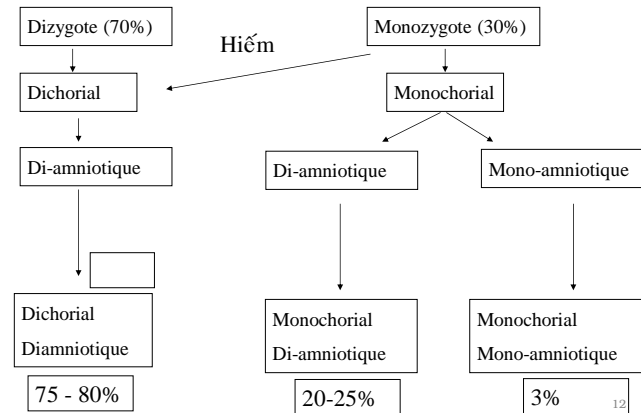 Dizygote (70%)
Monozygote (30%)
Hiếm
Dichorial
Monochorial
Di-amniotique
Di-amniotique
Mono-amniotique
Dichorial
Diamniotique
Monochorial
Di-amniotique
Monochorial
Mono-amniotique
75 - 80%
20-25%
3%
12